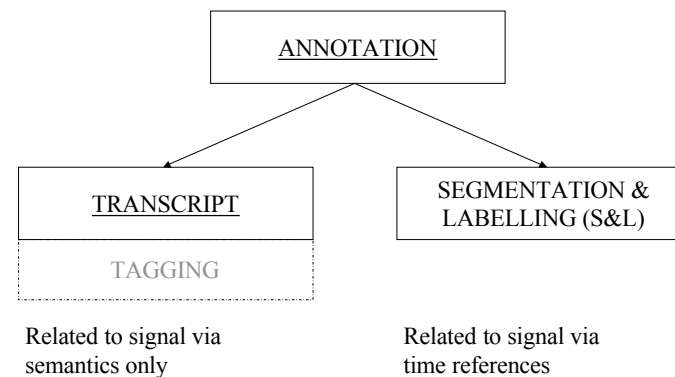 ANNOTATION
TRANSCRIPT
TAGGING
SEGMENTATION &
LABELLING (S&L)
Related to signal via
semantics only
Related to signal via
time references